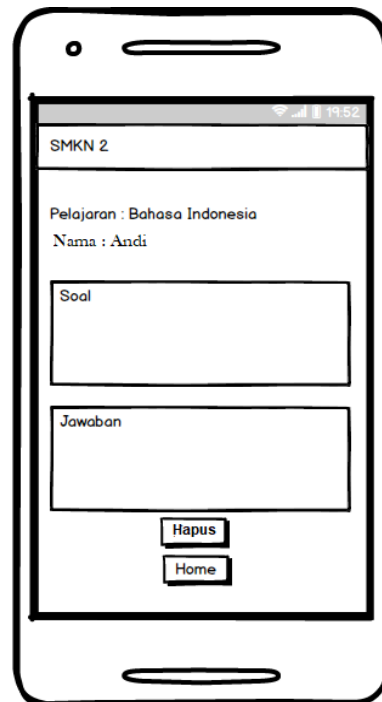 19:52
SMKN 2
Pelajaran : Bahasa Indonesia
Nama : Andi
Soal
Jawaban
Hapus
Home